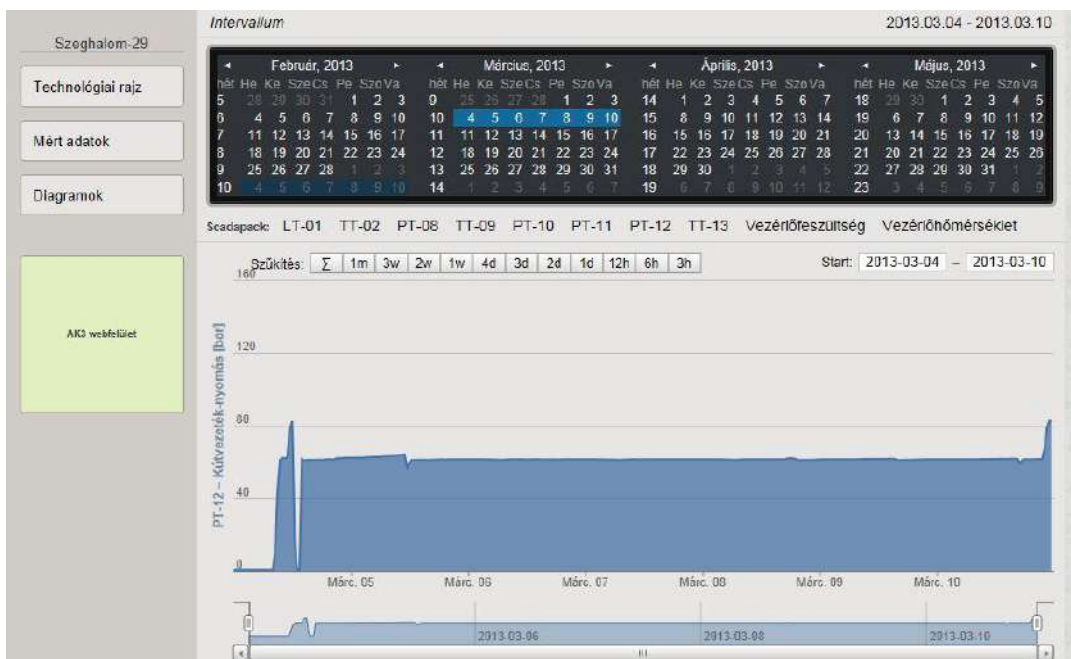 Intervallum 2013.03.04 - 2013.03.10
Szeghalom-29
Technológiai rajz
Mért adatok
Diagramok
AK3 webfelület
Február, 2013 Március, 2013 Április, 2013 Május, 2013
hét He Ke Sze Cs Pe Szo Va hét He Ke Sze Cs Pe Szo Va hét He Ke Sze Cs Pe Szo Va hét He Ke Sze Cs Pe Szo Va
5 28 29 30 31 1 2 3 9 25 26 27 28 1 2 3 14 1 2 3 4 5 6 7 18 29 30 1 2 3 4 5
6 4 5 6 7 8 9 10 10 4 5 6 7 8 9 10 15 8 9 10 11 12 13 14 19 6 7 8 9 10 11 12
7 11 12 13 14 15 16 17 11 11 12 13 14 15 16 17 16 15 16 17 18 19 20 21 20 13 14 15 16 17 18 19
8 18 19 20 21 22 23 24 12 18 19 20 21 22 23 24 17 22 23 24 25 26 27 28 21 20 21 22 23 24 25 26
9 25 26 27 28 1 2 3 13 25 26 27 28 29 30 31 18 29 30 1 2 3 4 5 22 27 28 29 30 31 1 2
10 4 5 6 7 8 9 10 14 1 2 3 4 5 6 7 19 6 7 8 9 10 11 12 23 3 4 5 6 7 8 9
Scadapack: LT-01 TT-02 PT-08 TT-09 PT-10 PT-11 PT-12 TT-13 Vezérlőfeszültség Vezérlőhőmérséklet
Szűkítés: Σ 1m 3w 2w 1w 4d 3d 2d 1d 12h 6h 3h Start: 2013-03-04 – 2013-03-10
PT-12 – Kútvezeték-nyomás [bar]
160
120
80
40
0
Márc. 05 Márc. 06 Márc. 07 Márc. 08 Márc. 09 Márc. 10
2013-03-06 2013-03-08 2013-03-10